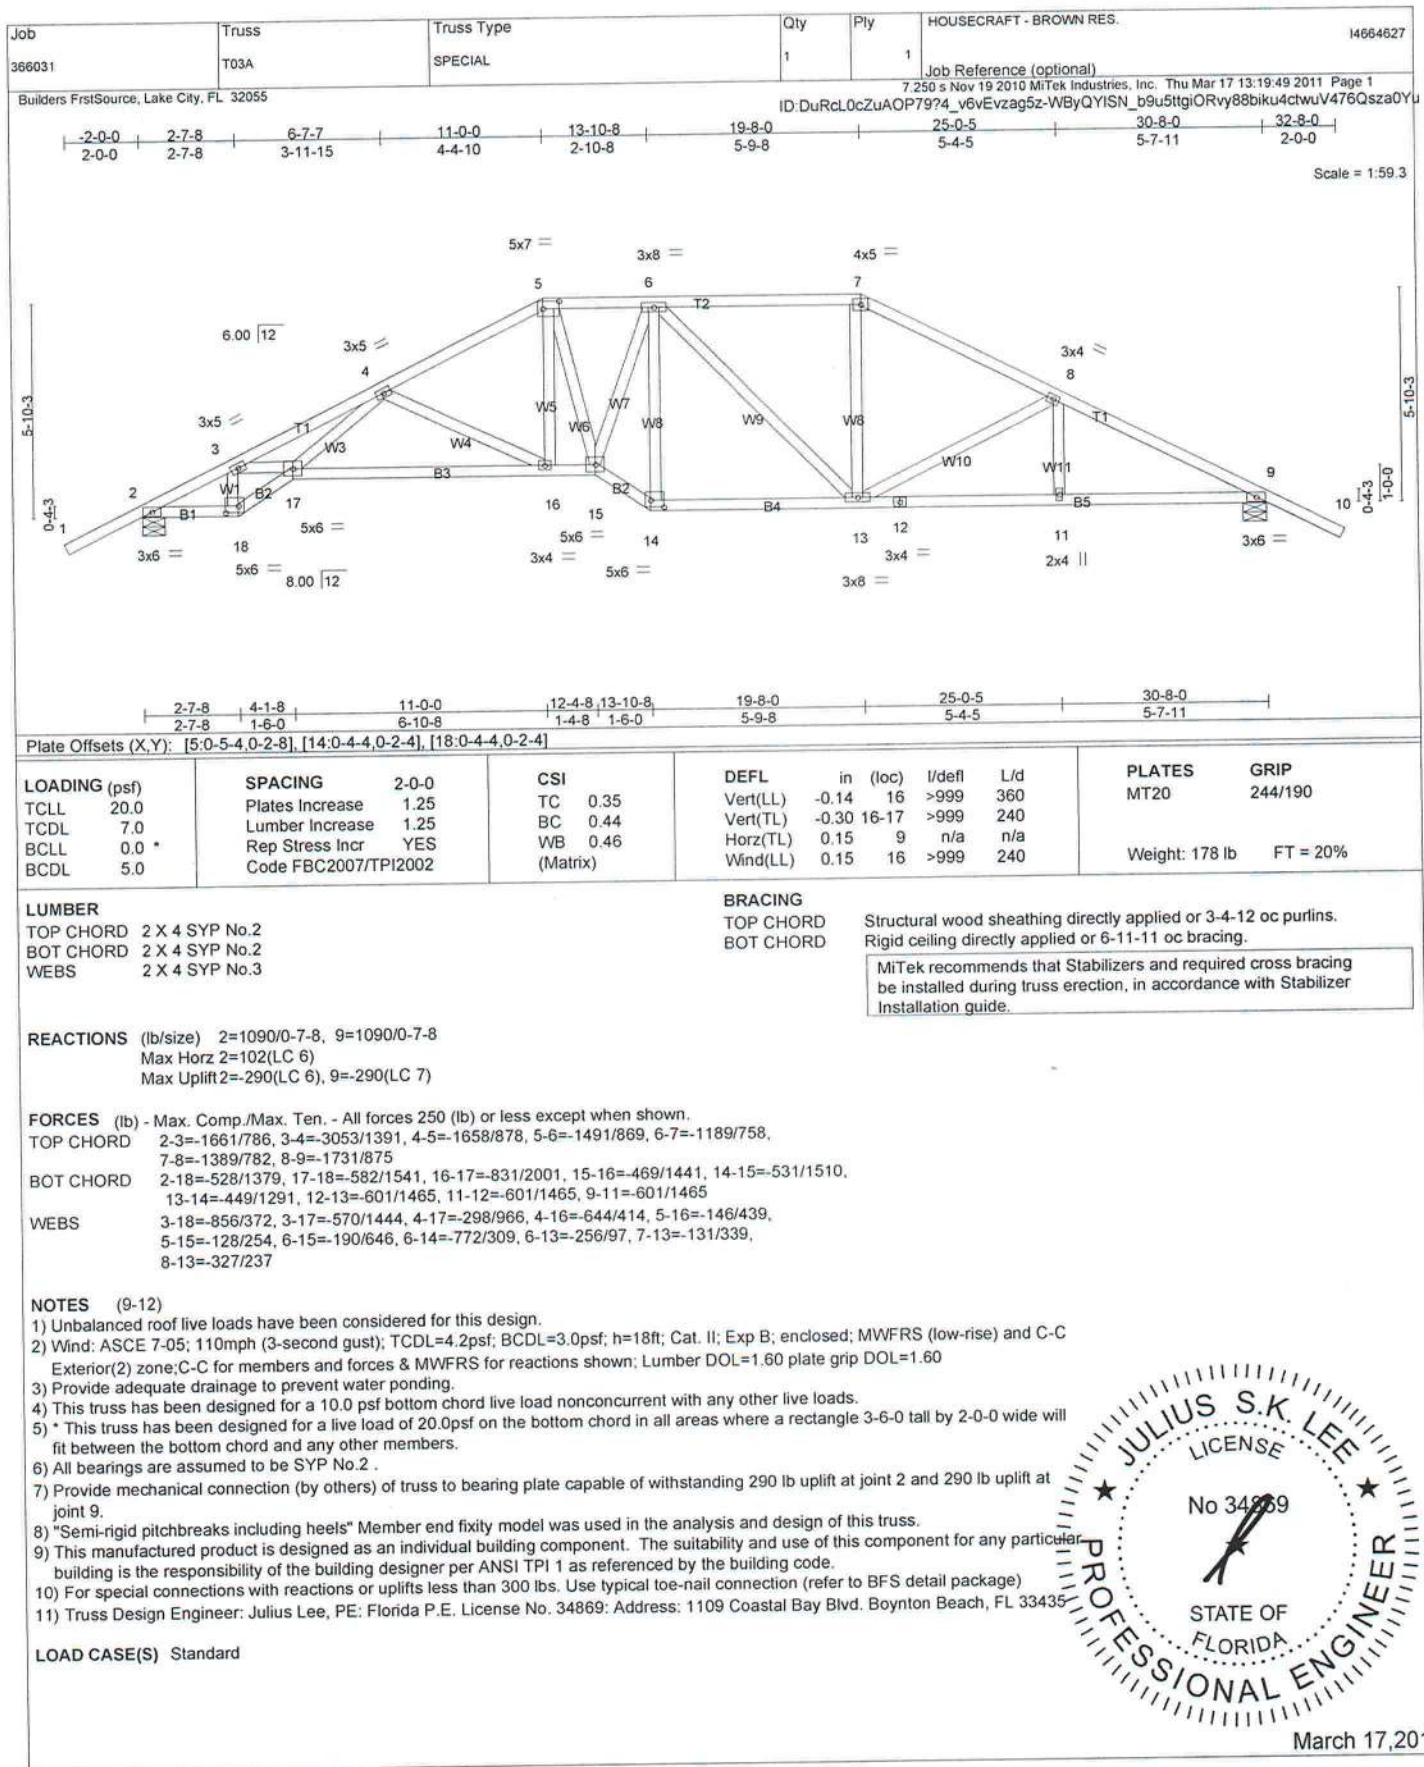 Job Truss Truss Type Qty Ply HOUSECRAFT - BROWN RES.
I4664627
366031 T03A SPECIAL 1 1
Job Reference (optional)
Builders FrstSource, Lake City, FL 32055
7.250 s Nov 19 2010 MiTek Industries, Inc. Thu Mar 17 13:19:49 2011 Page 1
ID:DuRcL0cZuAOP79?4_v6vEvzag5z-WByQYISN_b9u5ttgiORvy88biku4ctwuV476Qsza0Yu
-2-0-0 2-7-8 6-7-7 11-0-0 13-10-8 19-8-0 25-0-5 30-8-0 32-8-0
2-0-0 2-7-8 3-11-15 4-4-10 2-10-8 5-9-8 5-4-5 5-7-11 2-0-0
Scale = 1:59.3
5x7 =
3x8 =
4x5 =
5 6 7
T2
6.00 12
3x5 =
4
3x4 =
8
5-10-3
5-10-3
3x5 =
3
T1
W3
W4
W5
W6
W7
W8
W9
W8
W10
W11
T1
2
W1
B2
B1
B3
B2
B4
B5
9
1
0-4-3
17
16
15
14
13
12
11
10
0-4-3
1-0-0
3x6 =
18
5x6 =
5x6 =
8.00 12
3x4 =
5x6 =
5x6 =
3x8 =
3x4 =
2x4 ||
3x6 =
2-7-8 4-1-8 11-0-0 12-4-8 13-10-8 19-8-0 25-0-5 30-8-0
2-7-8 1-6-0 6-10-8 1-4-8 1-6-0 5-9-8 5-4-5 5-7-11
Plate Offsets (X,Y): [5:0-5-4,0-2-8], [14:0-4-4,0-2-4], [18:0-4-4,0-2-4]
LOADING (psf)
TCLL 20.0
TCDL 7.0
BCLL 0.0 *
BCDL 5.0
SPACING 2-0-0
Plates Increase 1.25
Lumber Increase 1.25
Rep Stress Incr YES
Code FBC2007/TPI2002
CSI
TC 0.35
BC 0.44
WB 0.46
(Matrix)
DEFL in (loc) l/defl L/d
Vert(LL) -0.14 16 >999 360
Vert(TL) -0.30 16-17 >999 240
Horz(TL) 0.15 9 n/a n/a
Wind(LL) 0.15 16 >999 240
PLATES GRIP
MT20 244/190
Weight: 178 lb FT = 20%
LUMBER
TOP CHORD 2 X 4 SYP No.2
BOT CHORD 2 X 4 SYP No.2
WEBS 2 X 4 SYP No.3
BRACING
TOP CHORD Structural wood sheathing directly applied or 3-4-12 oc purlins.
BOT CHORD Rigid ceiling directly applied or 6-11-11 oc bracing.
MiTek recommends that Stabilizers and required cross bracing
be installed during truss erection, in accordance with Stabilizer
Installation guide.
REACTIONS (lb/size) 2=1090/0-7-8, 9=1090/0-7-8
Max Horz 2=102(LC 6)
Max Uplift2=-290(LC 6), 9=-290(LC 7)
FORCES (lb) - Max. Comp./Max. Ten. - All forces 250 (lb) or less except when shown.
TOP CHORD 2-3=-1661/786, 3-4=-3053/1391, 4-5=-1658/878, 5-6=-1491/869, 6-7=-1189/758,
7-8=-1389/782, 8-9=-1731/875
BOT CHORD 2-18=-528/1379, 17-18=-582/1541, 16-17=-831/2001, 15-16=-469/1441, 14-15=-531/1510,
13-14=-449/1291, 12-13=-601/1465, 11-12=-601/1465, 9-11=-601/1465
WEBS 3-18=-856/372, 3-17=-570/1444, 4-17=-298/966, 4-16=-644/414, 5-16=-146/439,
5-15=-128/254, 6-15=-190/646, 6-14=-772/309, 6-13=-256/97, 7-13=-131/339,
8-13=-327/237
NOTES (9-12)
1) Unbalanced roof live loads have been considered for this design.
2) Wind: ASCE 7-05; 110mph (3-second gust); TCDL=4.2psf; BCDL=3.0psf; h=18ft; Cat. II; Exp B; enclosed; MWFRS (low-rise) and C-C
Exterior(2) zone;C-C for members and forces & MWFRS for reactions shown; Lumber DOL=1.60 plate grip DOL=1.60
3) Provide adequate drainage to prevent water ponding.
4) This truss has been designed for a 10.0 psf bottom chord live load nonconcurrent with any other live loads.
5) * This truss has been designed for a live load of 20.0psf on the bottom chord in all areas where a rectangle 3-6-0 tall by 2-0-0 wide will
fit between the bottom chord and any other members.
6) All bearings are assumed to be SYP No.2 .
7) Provide mechanical connection (by others) of truss to bearing plate capable of withstanding 290 lb uplift at joint 2 and 290 lb uplift at
joint 9.
8) "Semi-rigid pitchbreaks including heels" Member end fixity model was used in the analysis and design of this truss.
9) This manufactured product is designed as an individual building component. The suitability and use of this component for any particular
building is the responsibility of the building designer per ANSI TPI 1 as referenced by the building code.
10) For special connections with reactions or uplifts less than 300 lbs. Use typical toe-nail connection (refer to BFS detail package)
11) Truss Design Engineer: Julius Lee, PE: Florida P.E. License No. 34869: Address: 1109 Coastal Bay Blvd. Boynton Beach, FL 33435
LOAD CASE(S) Standard
JULIUS S.K. LEE
LICENSE
No 34869
STATE OF
FLORIDA
PROFESSIONAL ENGINEER
March 17,201